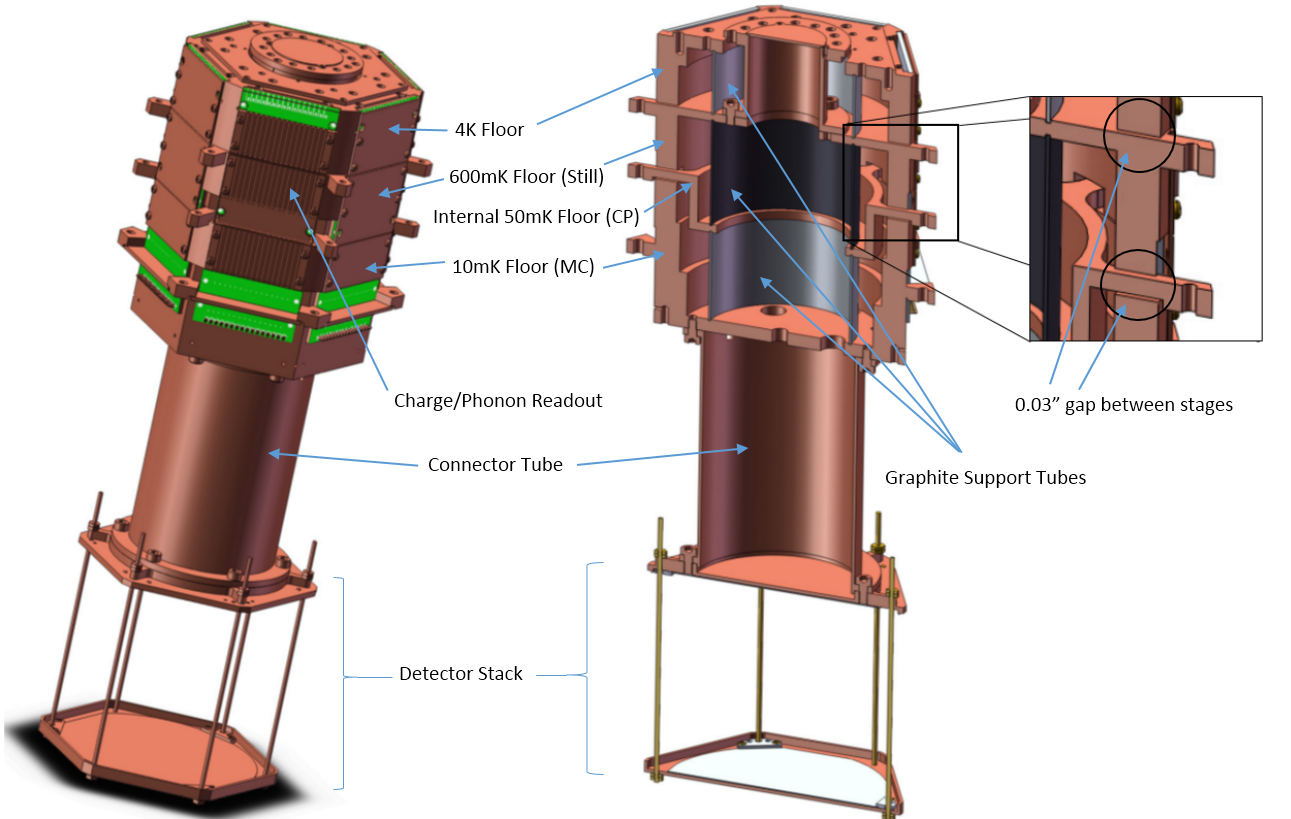 4K Floor
600mK Floor (Still)
Internal 50mK Floor (CP)
10mK Floor (MC)
Charge/Phonon Readout
0.03” gap between stages
Connector Tube
Graphite Support Tubes
Detector Stack